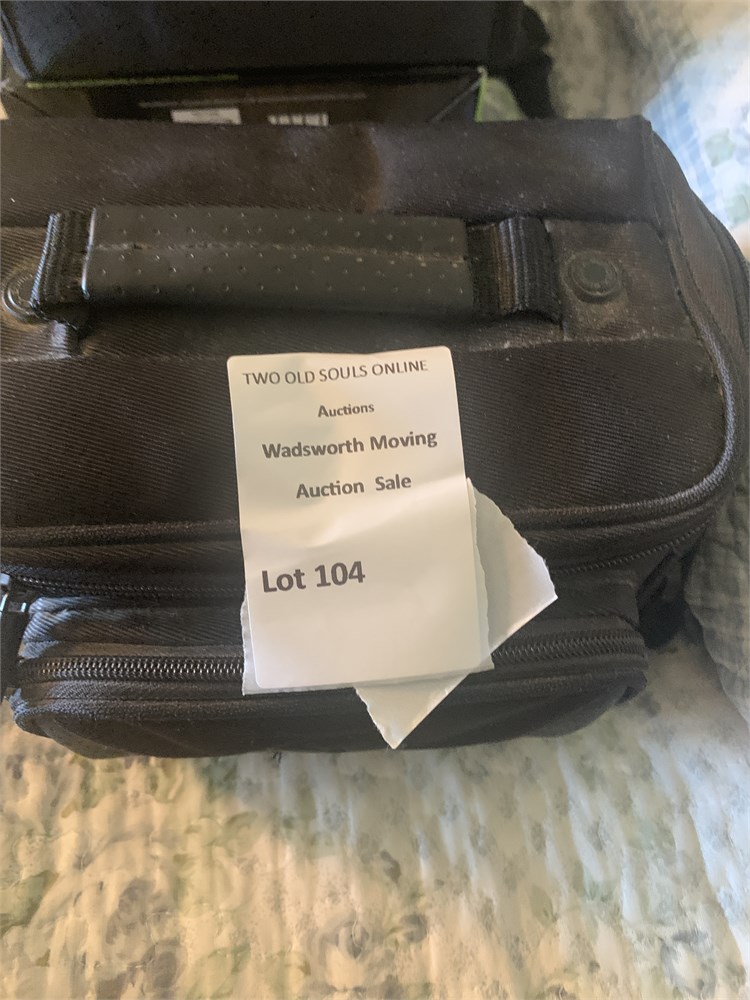 TWO OLD SOULS ONLINE
Auctions
Wadsworth Moving
Auction Sale
Lot 104